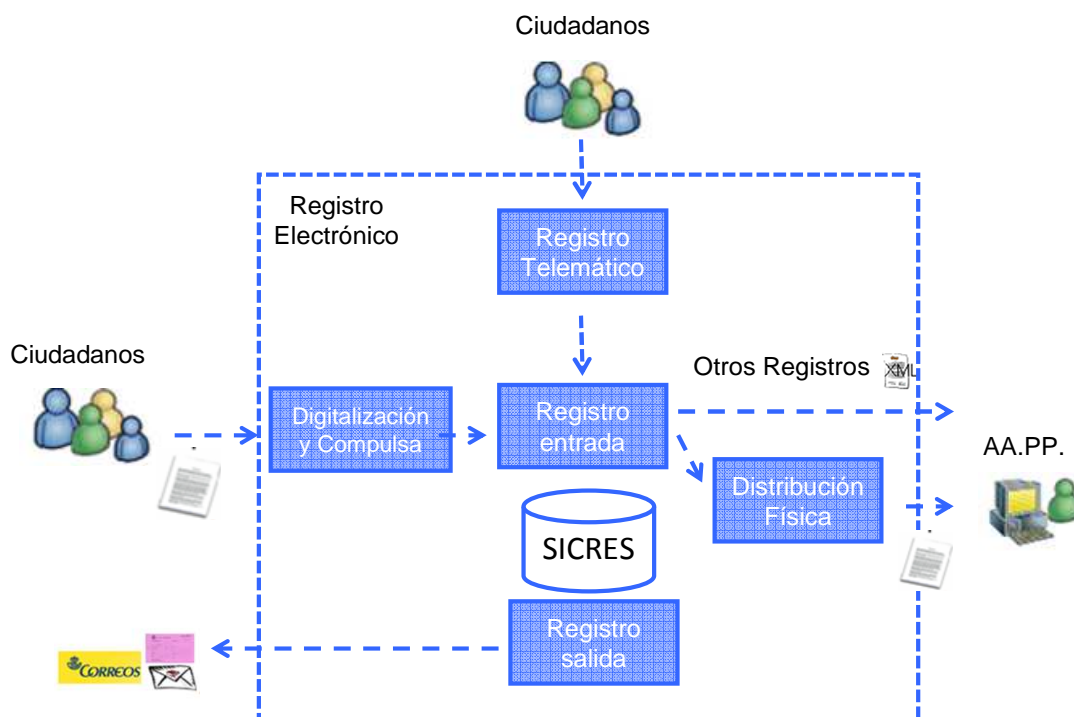 Ciudadanos
Registro
Electrónico
Registro
Telemático
Ciudadanos
Otros Registros
XML
Digitalización
y Compulsa
Registro
entrada
AA.PP.
Distribución
Física
SICRES
Registro
salida
CORREOS